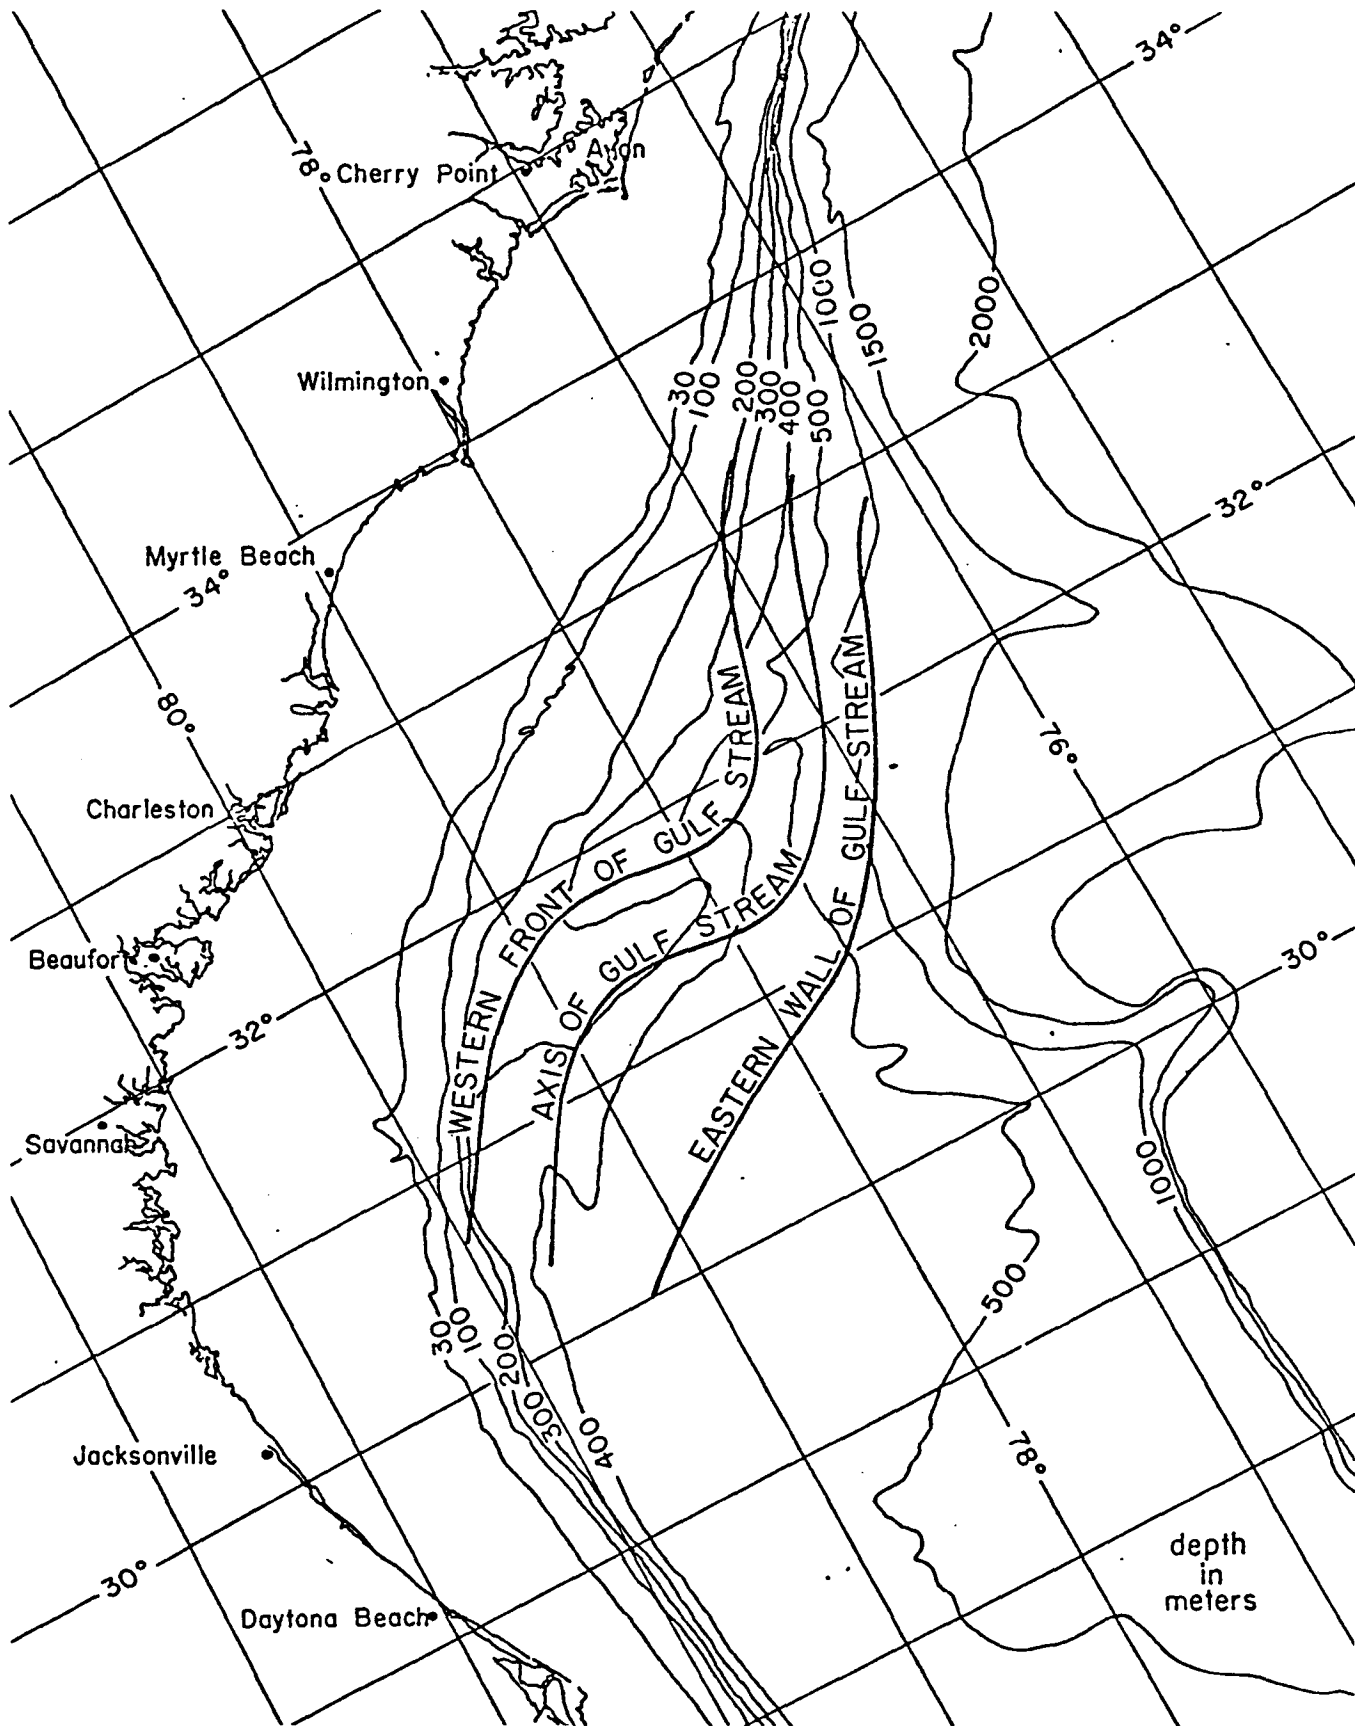 34°
78°
Cherry Point
Avon
1000
1500
2000
Wilmington
30
100
200
300
400
500
32°
Myrtle Beach
34°
80°
76°
Charleston
WESTERN FRONT OF GULF STREAM
AXIS OF GULF STREAM
EASTERN WALL OF GULF STREAM
Beaufor
30°
32°
Savannah
1000
500
30
100
200
300
400
Jacksonville
78°
30°
Daytona Beach
depth
in
meters